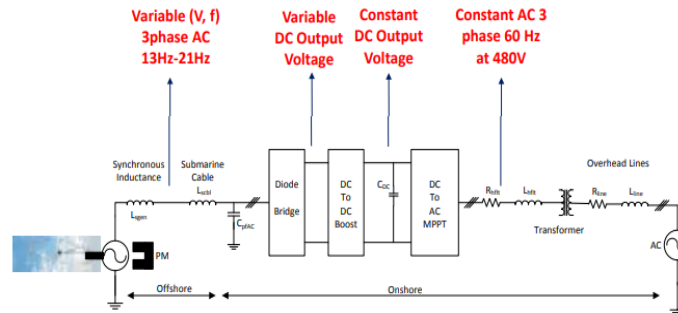 Variable (V, f)
3phase AC
13Hz-21Hz
Variable
DC Output
Voltage
Constant
DC Output
Voltage
Constant AC 3
phase 60 Hz
at 480V
Synchronous
Inductance
Submarine
Cable
Lscbl
Lsgen
CpfAC
Diode
Bridge
DC
To
DC
Boost
CDC
DC
To
AC
MPPT
Lline
Rline
Overhead Lines
Transformer
AC
PM
Offshore
Onshore